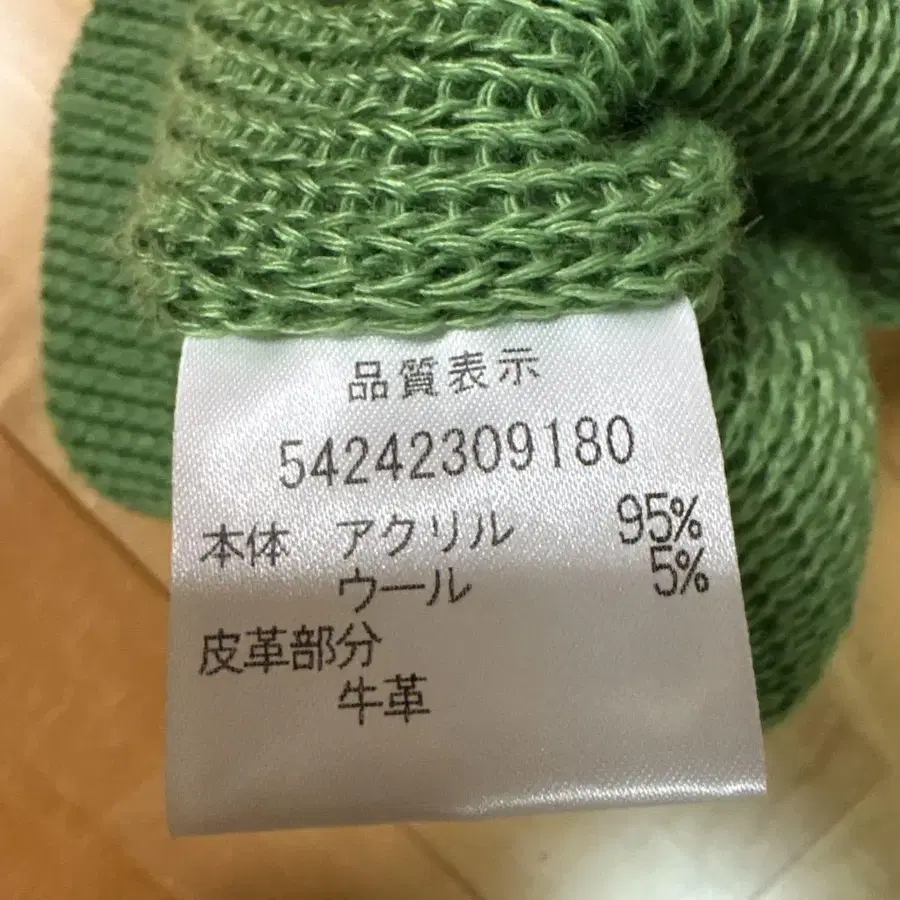 品質表示
54242309180
本体 アクリル 95%
ウール 5%
皮革部分
牛革